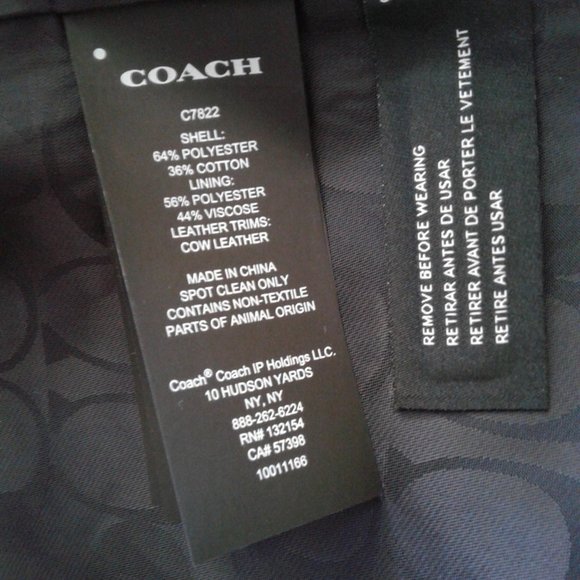 COACH
C7822
SHELL:
64% POLYESTER
36% COTTON
LINING:
56% POLYESTER
44% VISCOSE
LEATHER TRIMS:
COW LEATHER
MADE IN CHINA
SPOT CLEAN ONLY
CONTAINS NON-TEXTILE
PARTS OF ANIMAL ORIGIN
Coach® Coach IP Holdings LLC.
10 HUDSON YARDS
NY, NY
888-262-6224
RN# 132154
CA# 57398
10011166
REMOVE BEFORE WEARING
RETIRAR ANTES DE USAR
RETIRER AVANT DE PORTER LE VETEMENT
RETIRE ANTES USAR